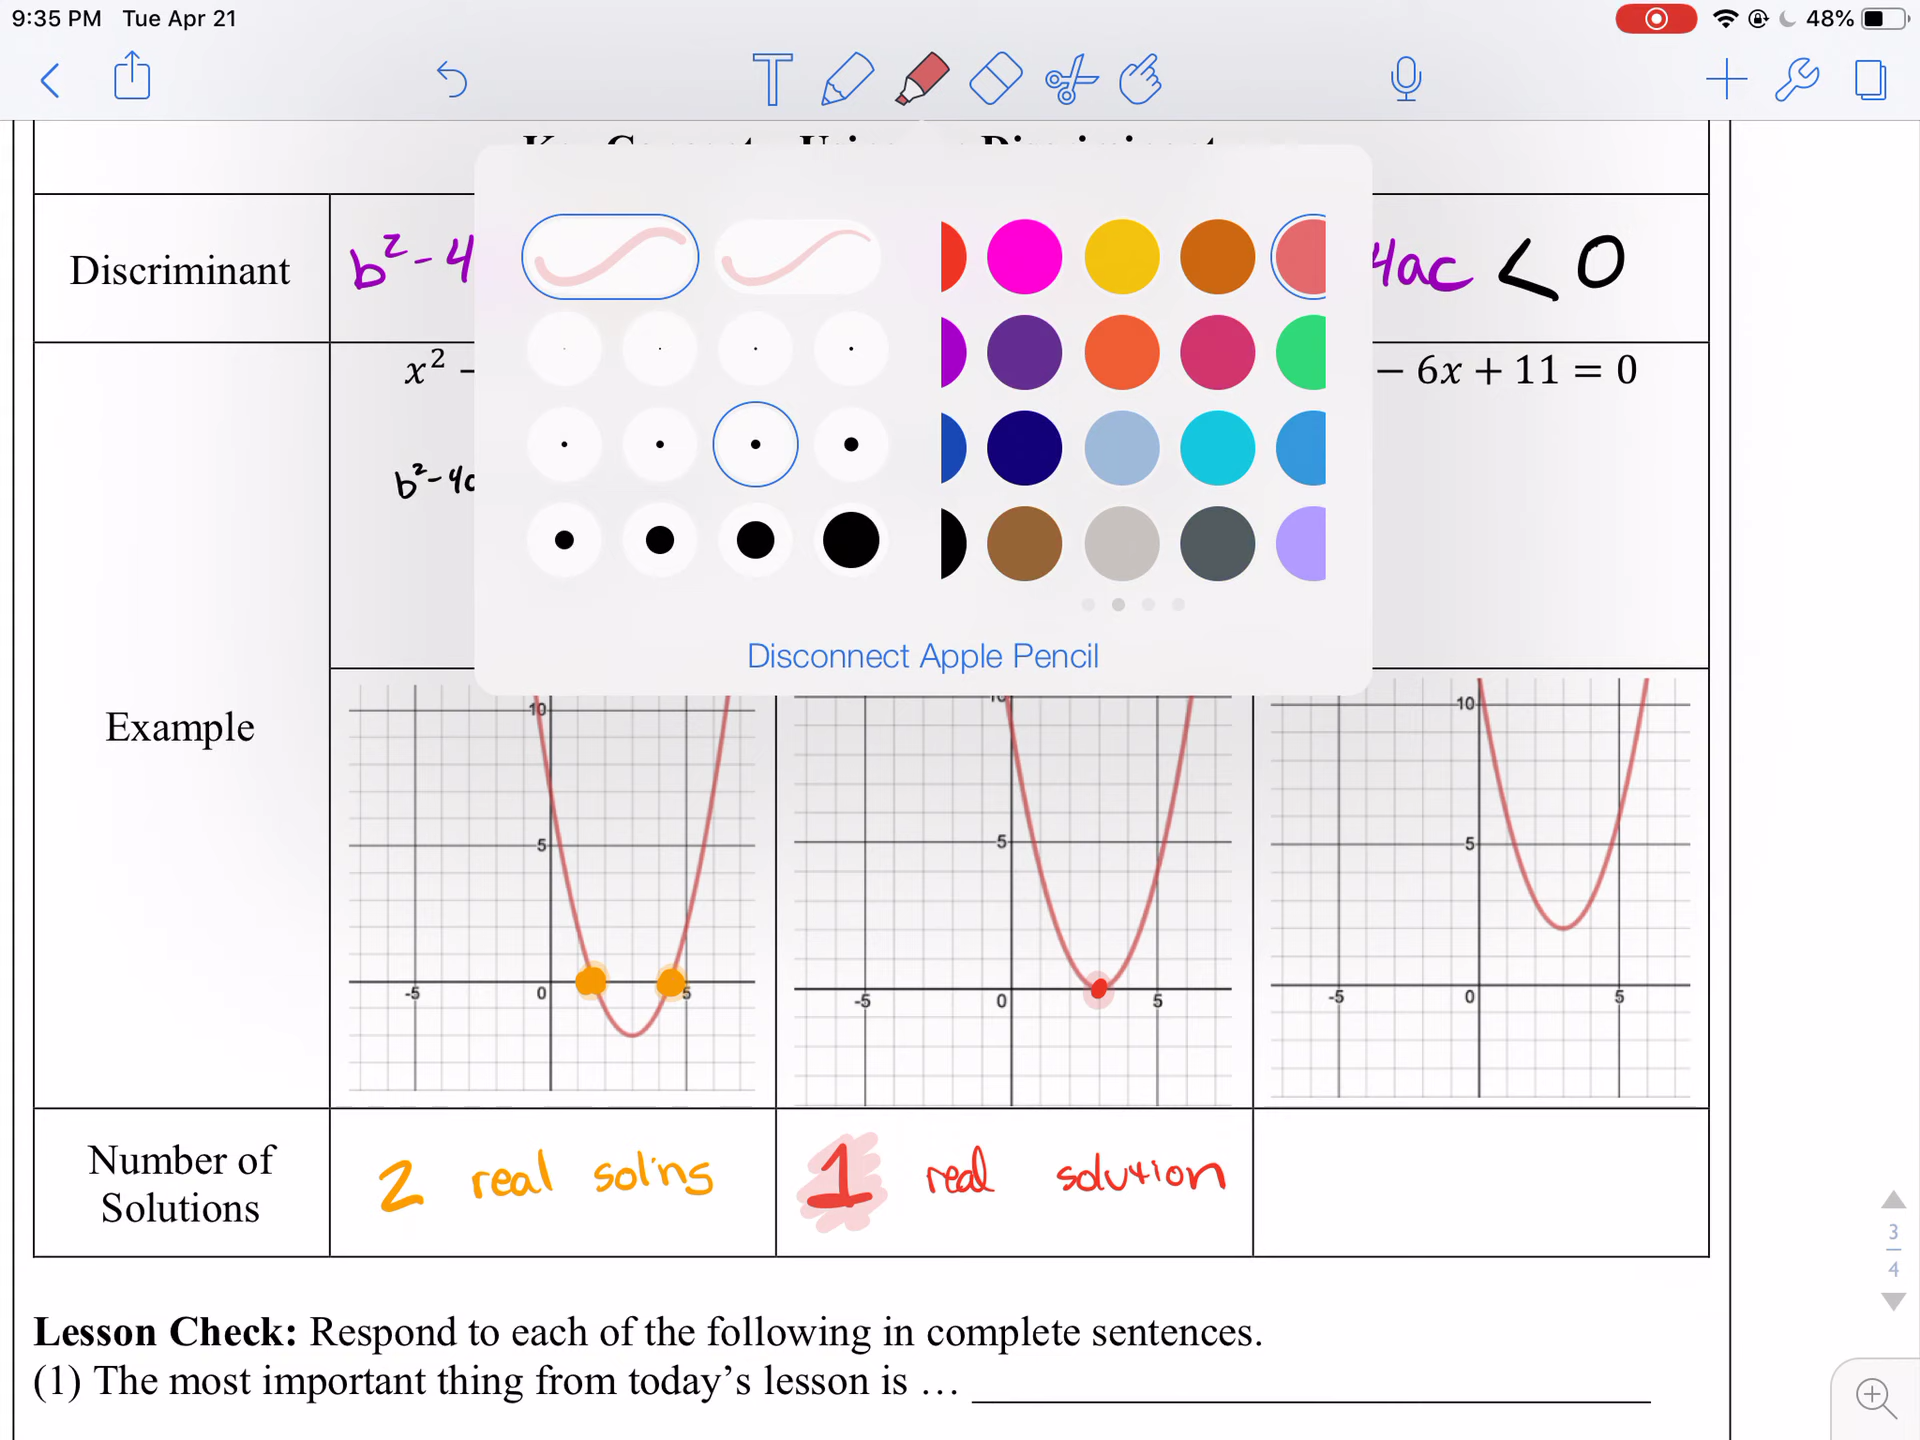 9:35 PM Tue Apr 21 48%
T
Discriminant b² - 4 4ac < 0
x² − − 6x + 11 = 0
b² - 4a
Disconnect Apple Pencil
Example
10 10 10
5 5 5
-5 0 5 -5 0 5 -5 0 5
Number of
Solutions
2 real sol'ns 1 real solution
3
4
Lesson Check: Respond to each of the following in complete sentences.
(1) The most important thing from today's lesson is …